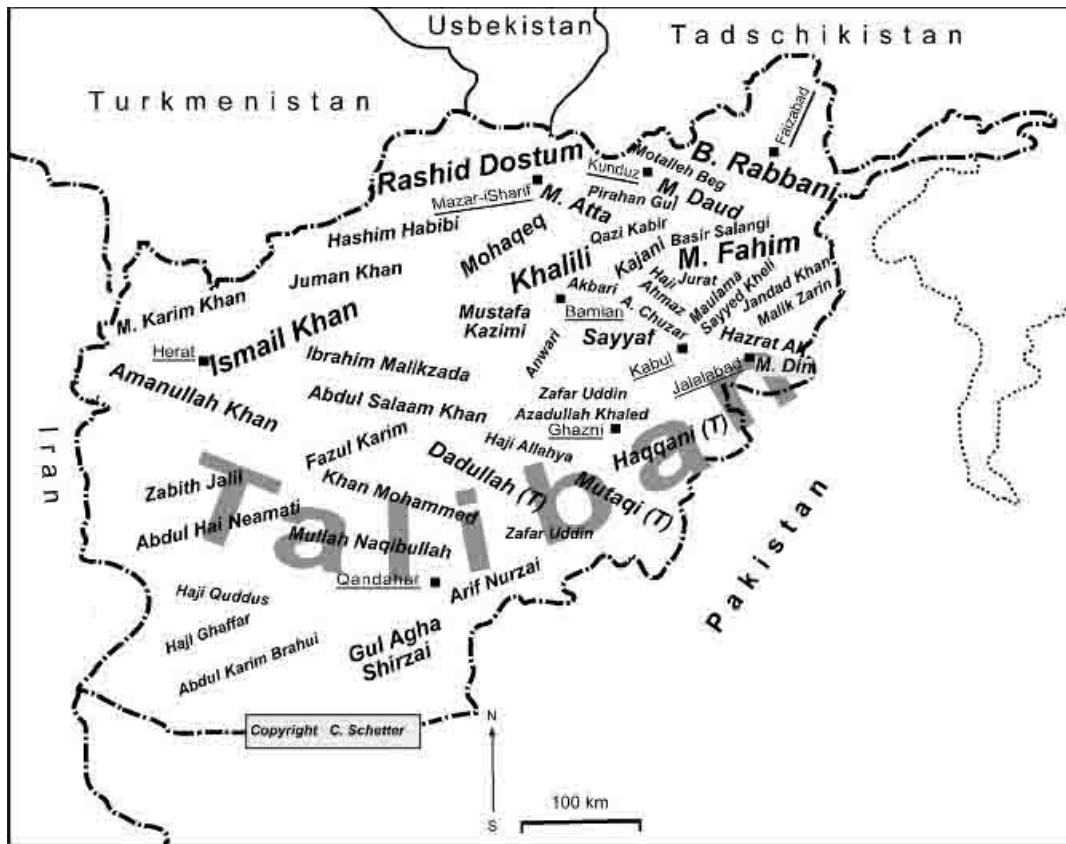 Usbekistan
Tadschikistan
Turkmenistan
Faizabad
Rashid Dostum
Motalleh Beg
B. Rabbani
Kunduz
M. Daud
Mazar-iSharif
M. Atta
Pirahan Gul
Hashim Habibi
Mohaqeq
Qazi Kabir
Basir Salangi
Juman Khan
Khalili
Kajani
M. Fahim
Akbari
Haji
Ahmaz
Jurat
Maulama
Sayyed Kheli
Jandad Khan
Malik Zarin
M. Karim Khan
Mustafa
Kazimi
Bamian
A. Chuzar
Ismail Khan
Herat
Anwari
Sayyaf
Kabul
Hazrat Ali
Jalalabad
M. Din
Ibrahim Malikzada
Amanullah Khan
Abdul Salaam Khan
Zafar Uddin
Azadullah Khaled
Ghazni
Iran
Fazul Karim
Haji Allahya
Haqqani (T)
Taliban
Dadullah (T)
Mutaqi (T)
Zabith Jalil
Khan Mohammed
Abdul Hai Neamati
Mullah Naqibullah
Zafar Uddin
Pakistan
Qandahar
Arif Nurzai
Haji Quddus
Haji Ghaffar
Abdul Karim Brahui
Gul Agha
Shirzai
Copyright C. Schetter
N
S
100 km